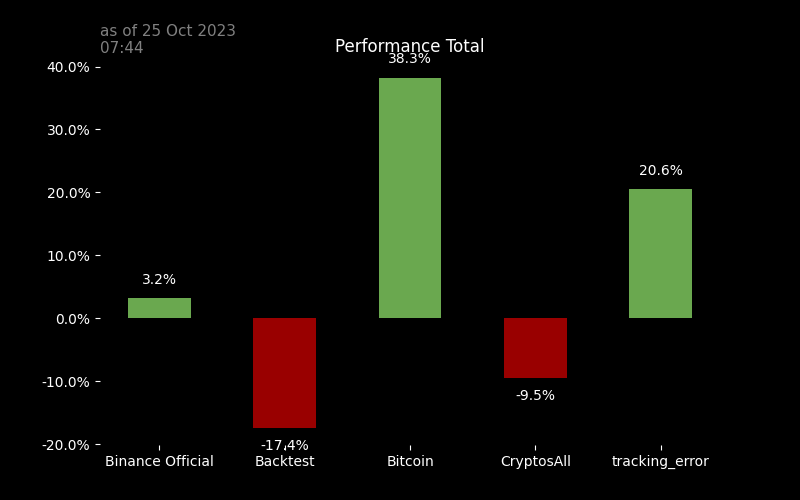 as of 25 Oct 2023
07:44
Performance Total
40.0%
30.0%
20.0%
10.0%
0.0%
-10.0%
-20.0%
3.2%
-17.4%
38.3%
-9.5%
20.6%
Binance Official
Backtest
Bitcoin
CryptosAll
tracking_error